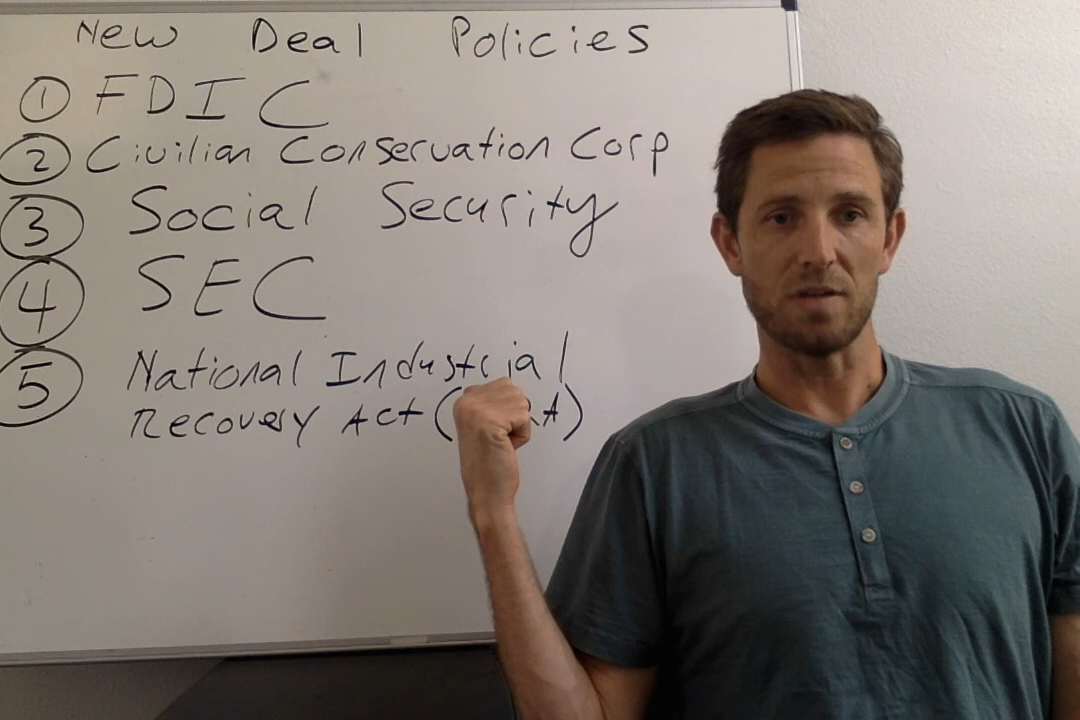 New Deal Policies
1 FDIC
2 Civilian Conservation Corp
3 Social Security
4 SEC
5 National Industrial
Recovery Act